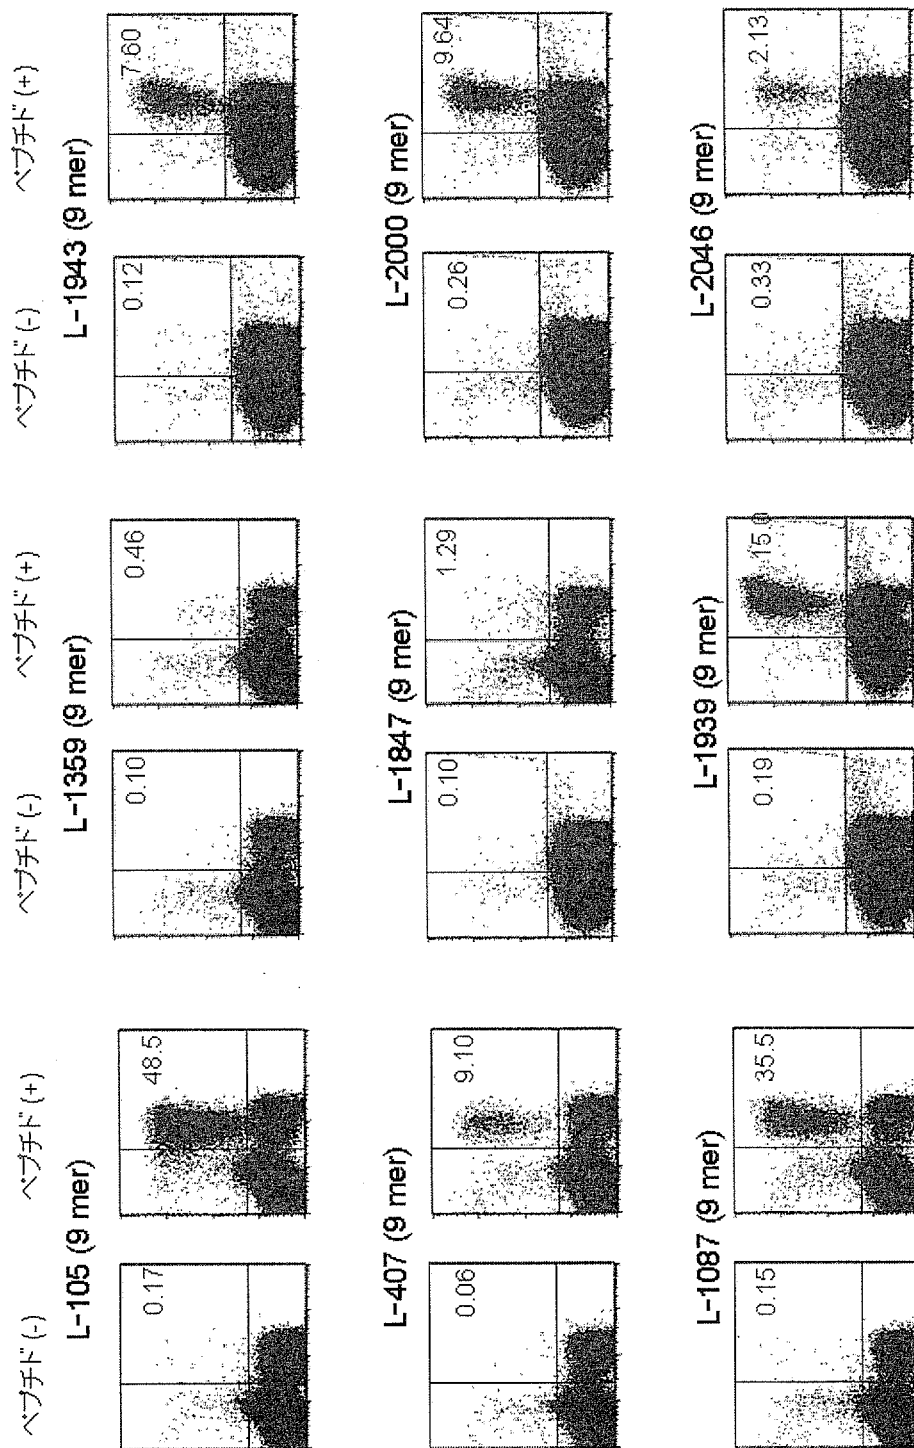 ペプチド (-) ペプチド (+) ペプチド (-) ペプチド (+) ペプチド (-) ペプチド (+)
L-105 (9 mer) L-1359 (9 mer) L-1943 (9 mer)
0.17 48.5 0.10 0.46 0.12 7.60
L-407 (9 mer) L-1847 (9 mer) L-2000 (9 mer)
0.06 9.10 0.10 1.29 0.26 9.64
L-1087 (9 mer) L-1939 (9 mer) L-2046 (9 mer)
0.15 35.5 0.19 15.0 0.33 2.13